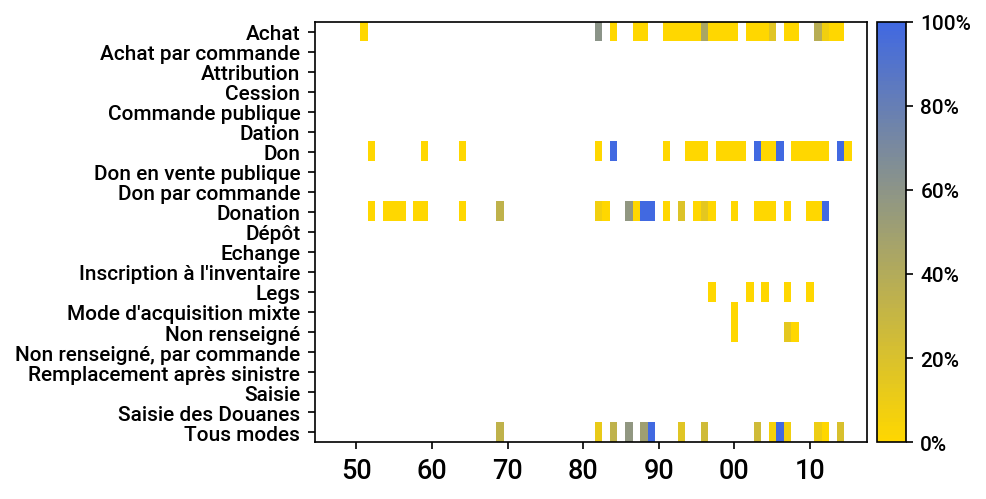 Achat
Achat par commande
Attribution
Cession
Commande publique
Dation
Don
Don en vente publique
Don par commande
Donation
Dépôt
Echange
Inscription à l'inventaire
Legs
Mode d'acquisition mixte
Non renseigné
Non renseigné, par commande
Remplacement après sinistre
Saisie
Saisie des Douanes
Tous modes
50 60 70 80 90 00 10
100%
80%
60%
40%
20%
0%